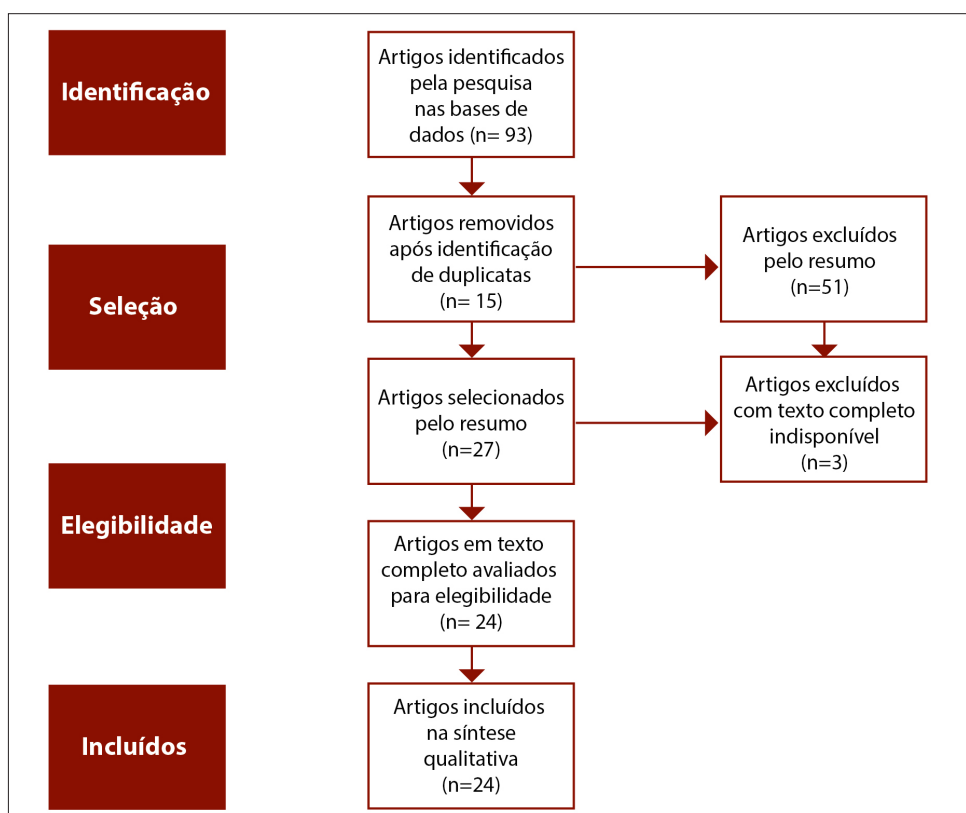 Identificação
Artigos identificados
pela pesquisa
nas bases de
dados (n= 93)
Seleção
Artigos removidos
após identificação
de duplicatas
(n= 15)
Artigos excluídos
pelo resumo
(n=51)
Artigos selecionados
pelo resumo
(n=27)
Artigos excluídos
com texto completo
indisponível
(n=3)
Elegibilidade
Artigos em texto
completo avaliados
para elegibilidade
(n= 24)
Incluídos
Artigos incluídos
na síntese
qualitativa
(n=24)